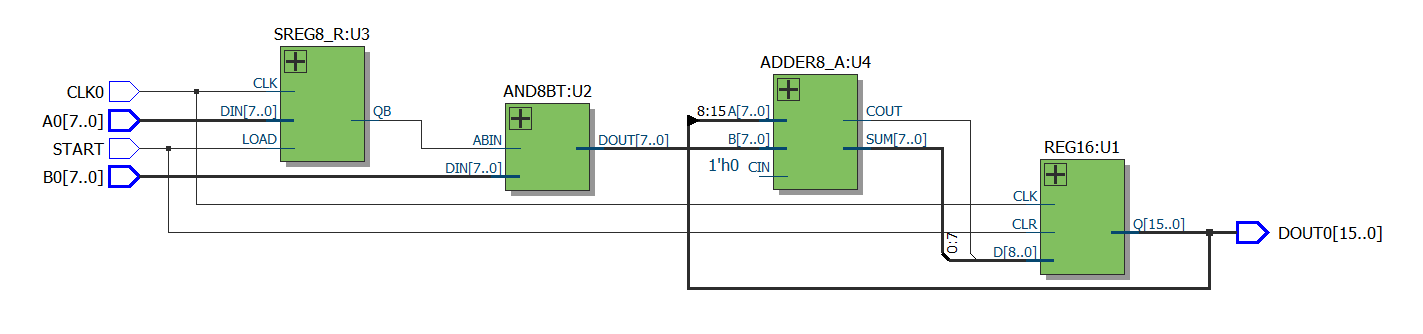 SREG8_R:U3
CLK0
CLK
A0[7..0]
DIN[7..0]
QB
START
LOAD
B0[7..0]
AND8BT:U2
ABIN
DIN[7..0]
DOUT[7..0]
ADDER8_A:U4
8:15
A[7..0]
B[7..0]
1'h0
CIN
COUT
SUM[7..0]
0:7
REG16:U1
CLK
CLR
D[8..0]
Q[15..0]
DOUT0[15..0]